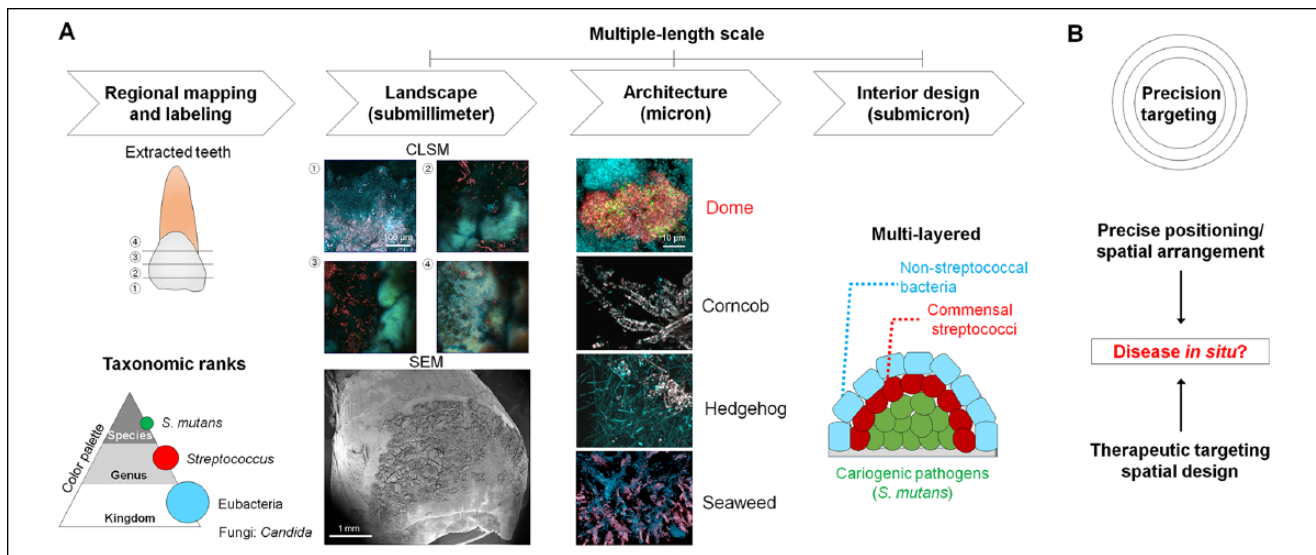 A
Multiple-length scale
B
Regional mapping
and labeling
Landscape
(submillimeter)
Architecture
(micron)
Interior design
(submicron)
Precision
targeting
Extracted teeth
④
③
②
①
CLSM
①
②
100 µm
③
④
SEM
1 mm
Dome
10 µm
Corncob
Hedgehog
Seaweed
Multi-layered
Non-streptococcal
bacteria
Commensal
streptococci
Cariogenic pathogens
(S. mutans)
Precise positioning/
spatial arrangement
Disease in situ?
Therapeutic targeting
spatial design
Taxonomic ranks
Color palette
Species
S. mutans
Genus
Streptococcus
Kingdom
Eubacteria
Fungi: Candida